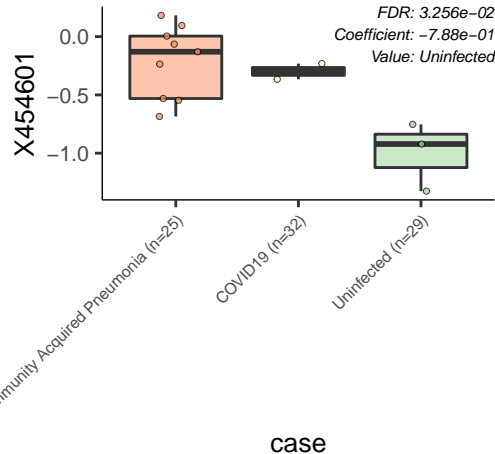 FDR: 3.256e−02
Coefficient: −7.88e−01
Value: Uninfected
0.0
−0.5
−1.0
X454601
Acquired Pneumonia (n=25)
COVID19 (n=32)
Uninfected (n=29)
case